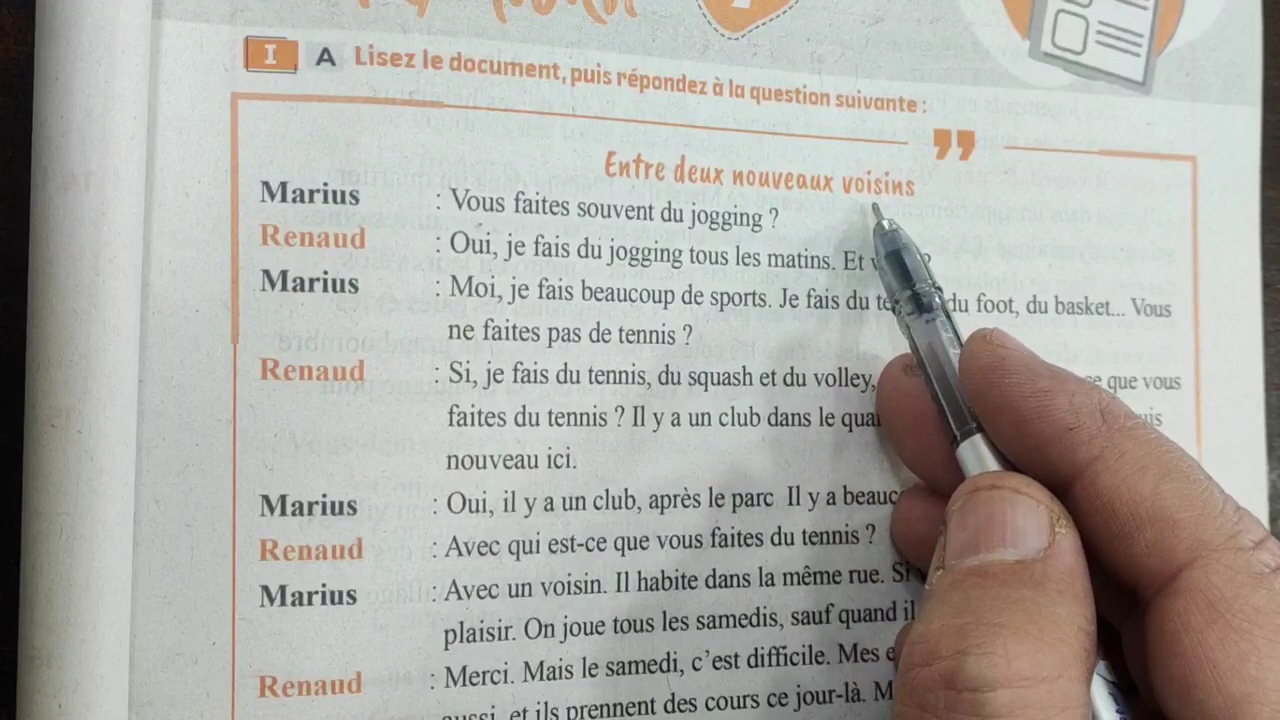 I A Lisez le document, puis répondez à la question suivante :
Entre deux nouveaux voisins
Marius : Vous faites souvent du jogging ?
Renaud : Oui, je fais du jogging tous les matins. Et ?
Marius : Moi, je fais beaucoup de sports. Je fais du du foot, du basket... Vous
ne faites pas de tennis ?
Renaud : Si, je fais du tennis, du squash et du volley, que vous
faites du tennis ? Il y a un club dans le
nouveau ici.
Marius : Oui, il y a un club, après le parc Il y a
Renaud : Avec qui est-ce que vous faites du tennis ?
Marius : Avec un voisin. Il habite dans la même rue. Si
plaisir. On joue tous les samedis, sauf quand il
Renaud : Merci. Mais le samedi, c'est difficile. Mes
aussi, et ils prennent des cours ce jour-là.